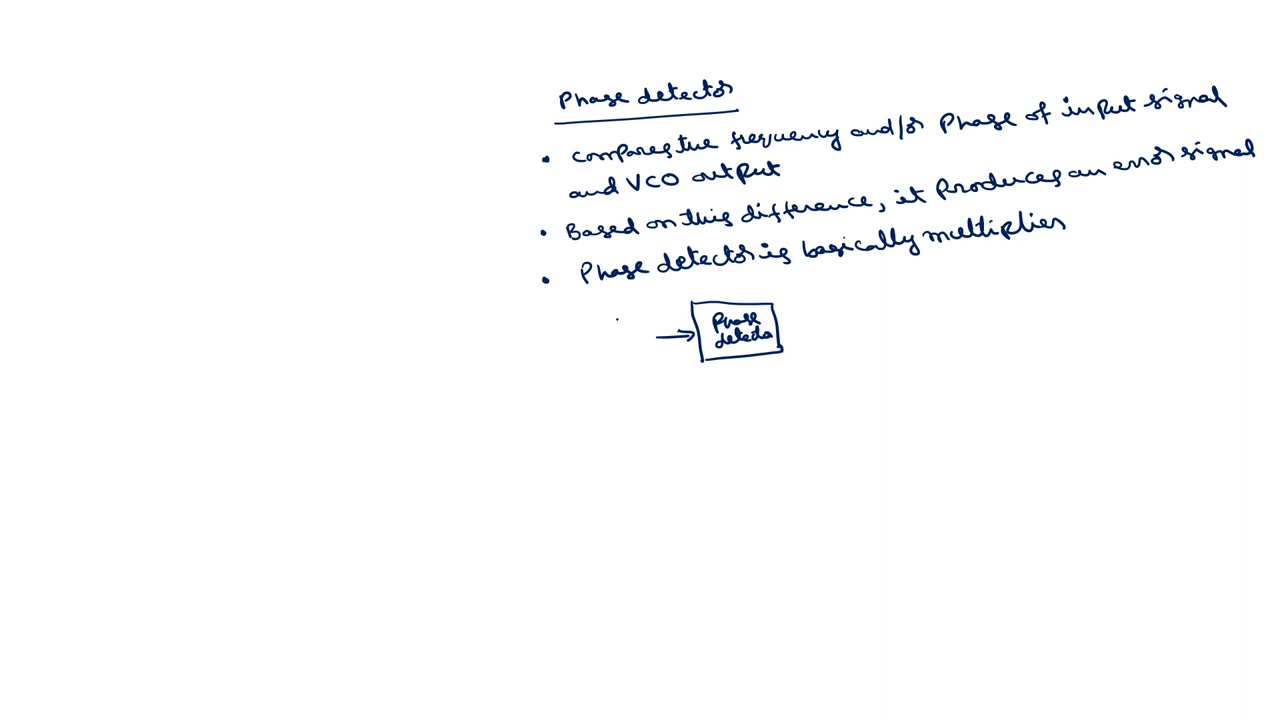 Phase detector
• compares the frequency and/or Phase of input signal
and VCO output
• Based on this difference, it Produces an error signal
• Phase detector is basically multiplier
Phase
detector